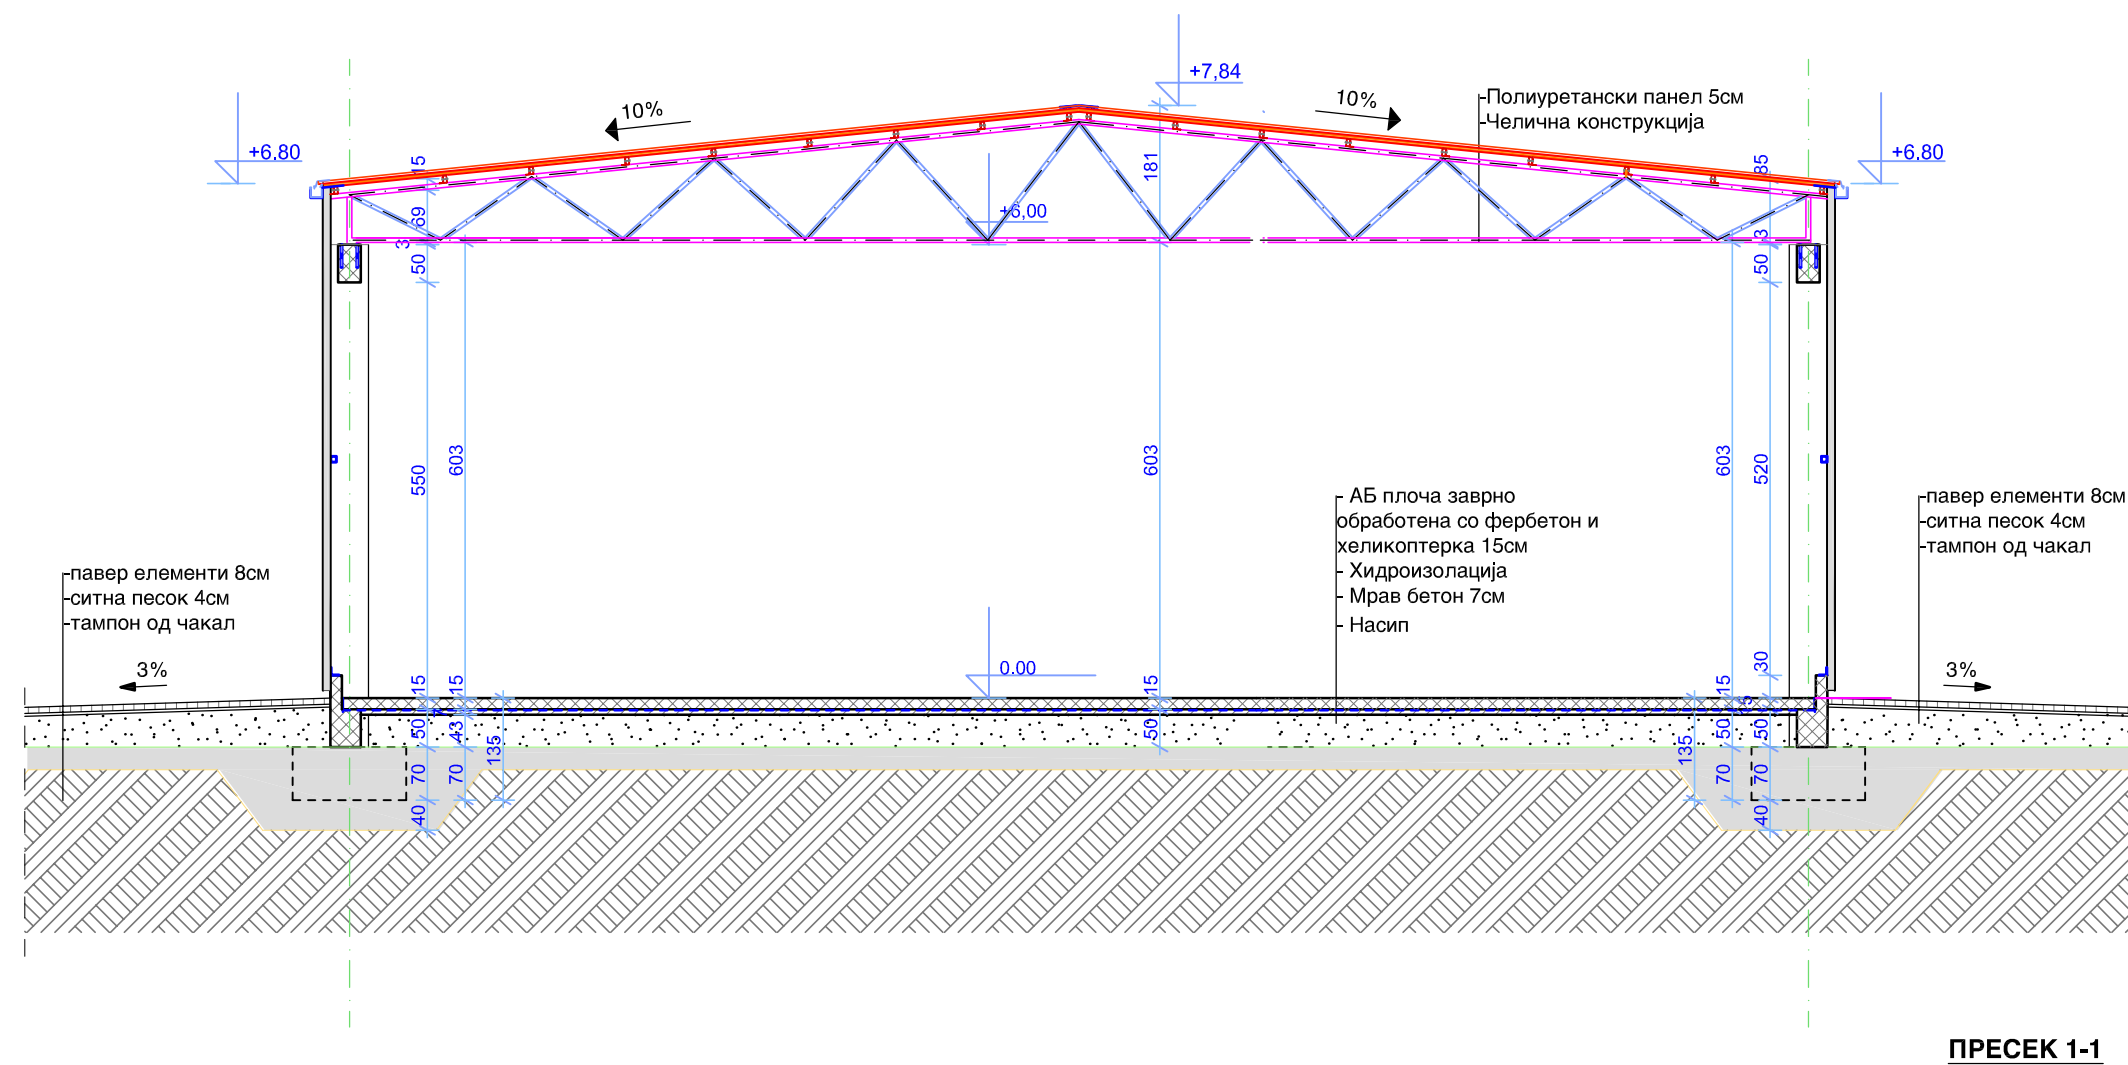 +7,84
10%
10%
-Полиуретански панел 5см
-Челична конструкција
+6,80
+6,80
15
181
85
69
+6,00
3
3
50
50
550
603
603
603
520
- АБ плоча заврно
обработена со фербетон и
хеликоптерка 15см
- Хидроизолација
- Мрав бетон 7см
- Насип
-павер елементи 8см
-ситна песок 4см
-тампон од чакал
-павер елементи 8см
-ситна песок 4см
-тампон од чакал
3%
0.00
30
3%
15
15
15
15
50
43
135
50
135
50
50
70
70
70
70
40
40
ПРЕСЕК 1-1